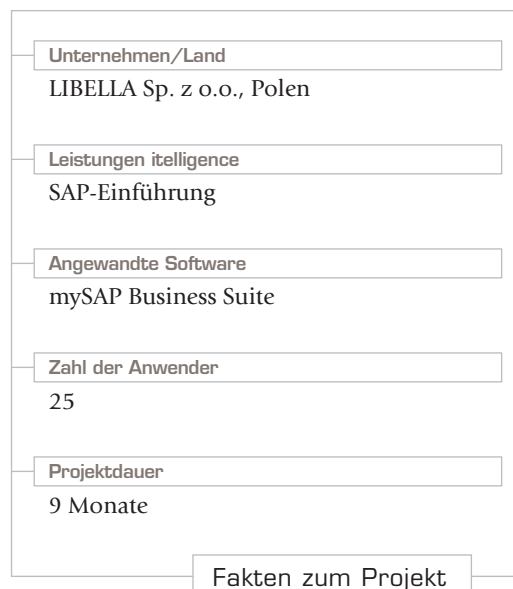 Unternehmen/Land
LIBELLA Sp. z o.o., Polen
Leistungen itelligence
SAP-Einführung
Angewandte Software
mySAP Business Suite
Zahl der Anwender
25
Projektdauer
9 Monate
Fakten zum Projekt